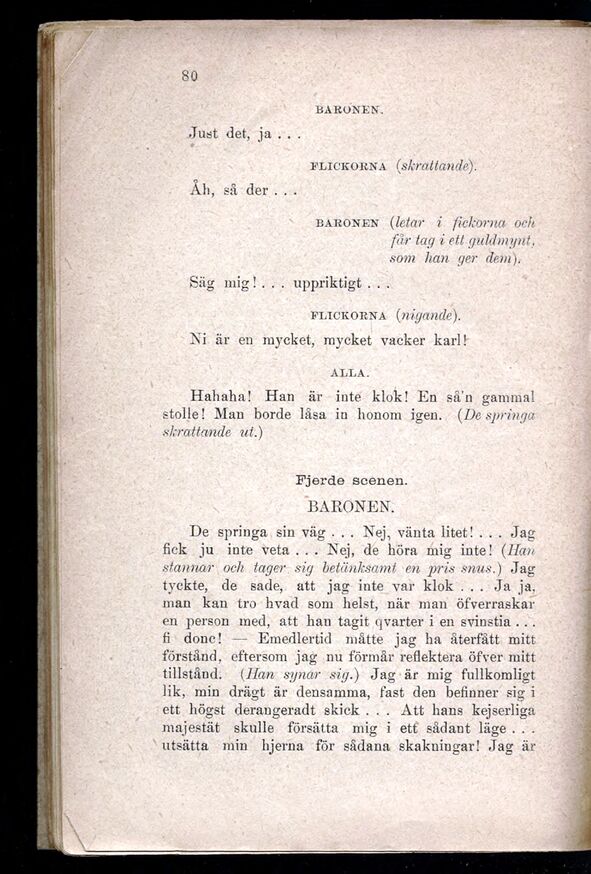 80
BARONEN.
Just det, ja . . .
FLICKORNA (skrattande).
Åh, så der . . .
BARONEN (letar i fickorna och
får tag i ett guldmynt,
som han ger dem).
Säg mig! . . . uppriktigt . . .
FLICKORNA (nigande).
Ni är en mycket, mycket vacker karl!
ALLA.
Hahaha! Han är inte klok! En så'n gammal
stolle! Man borde låsa in honom igen. (De springa
skrattande ut.)
Fjerde scenen.
BARONEN.
De springa sin väg . . . Nej, vänta litet! . . . Jag
fick ju inte veta . . . Nej, de höra mig inte! (Han
stannar och tager sig betänksamt en pris snus.) Jag
tyckte, de sade, att jag inte var klok . . . Ja ja,
man kan tro hvad som helst, när man öfverraskar
en person med, att han tagit qvarter i en svinstia . . .
fi donc! — Emedlertid måtte jag ha återfått mitt
förstånd, eftersom jag nu förmår reflektera öfver mitt
tillstånd. (Han synar sig.) Jag är mig fullkomligt
lik, min drägt är densamma, fast den befinner sig i
ett högst derangeradt skick . . . Att hans kejserliga
majestät skulle försätta mig i ett sådant läge . . .
utsätta min hjerna för sådana skakningar! Jag är